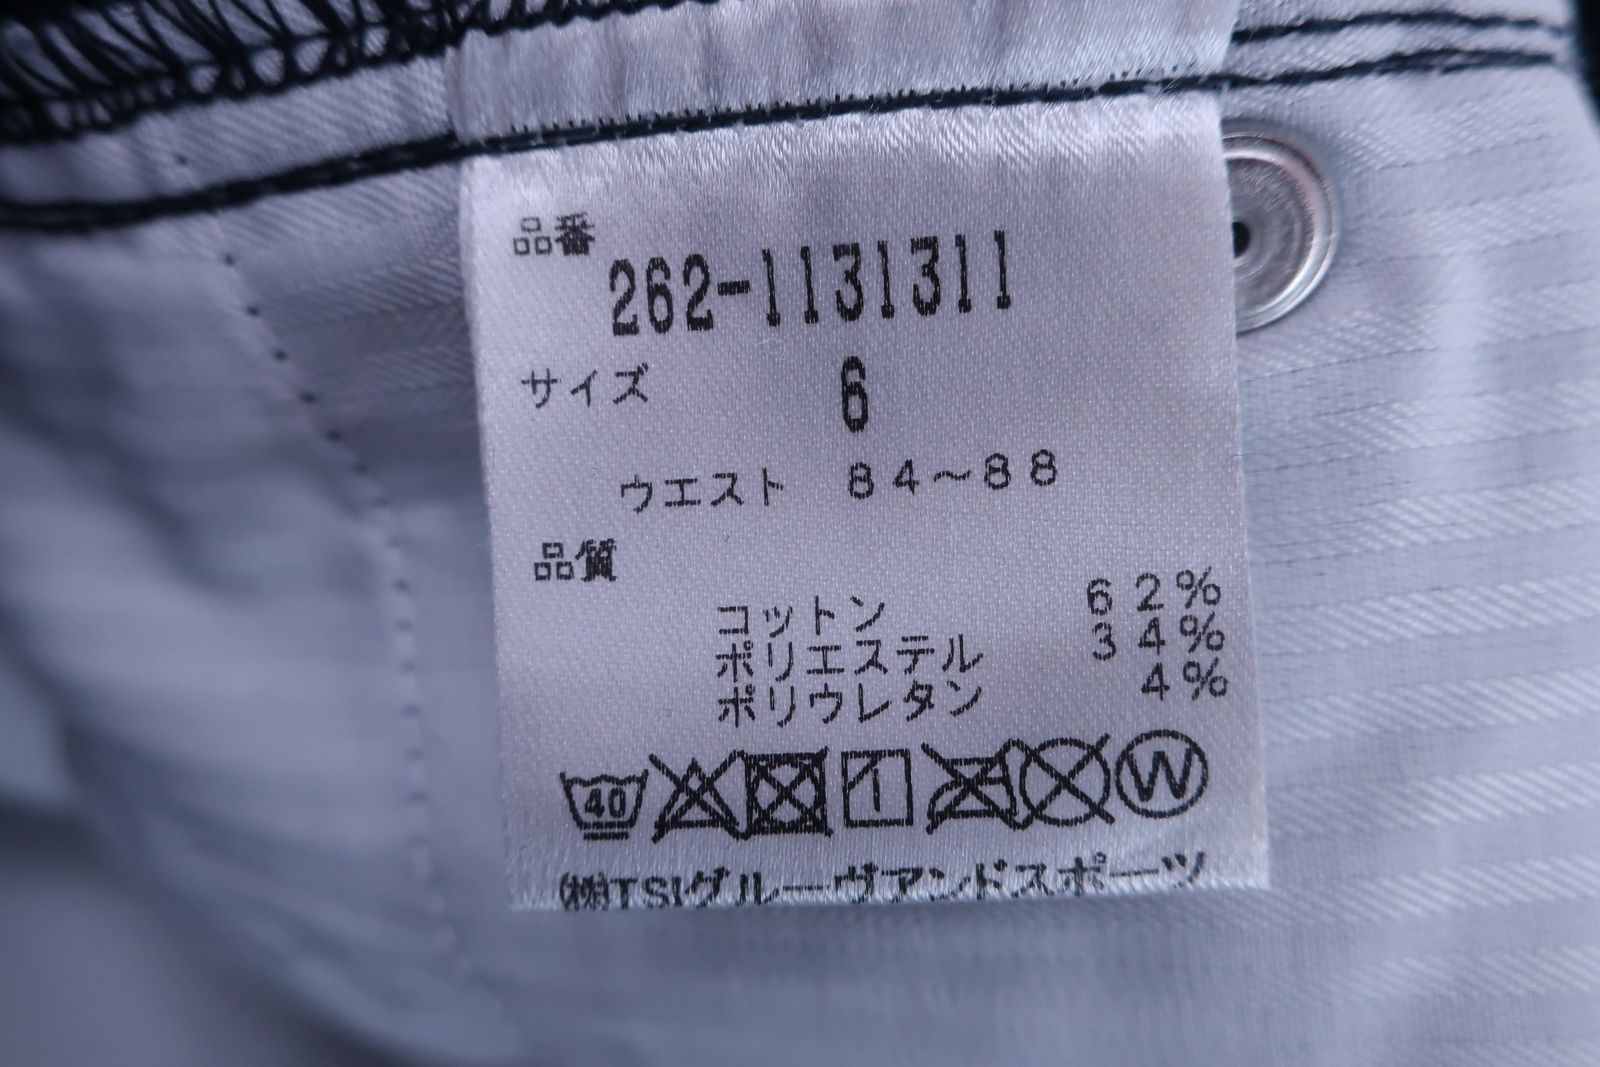 品番
262-1131311
サイズ 6
ウエスト 84〜88
品質
コットン 62%
ポリエステル 34%
ポリウレタン 4%
40 W
(株)TSIグルーヴアンドスポーツ